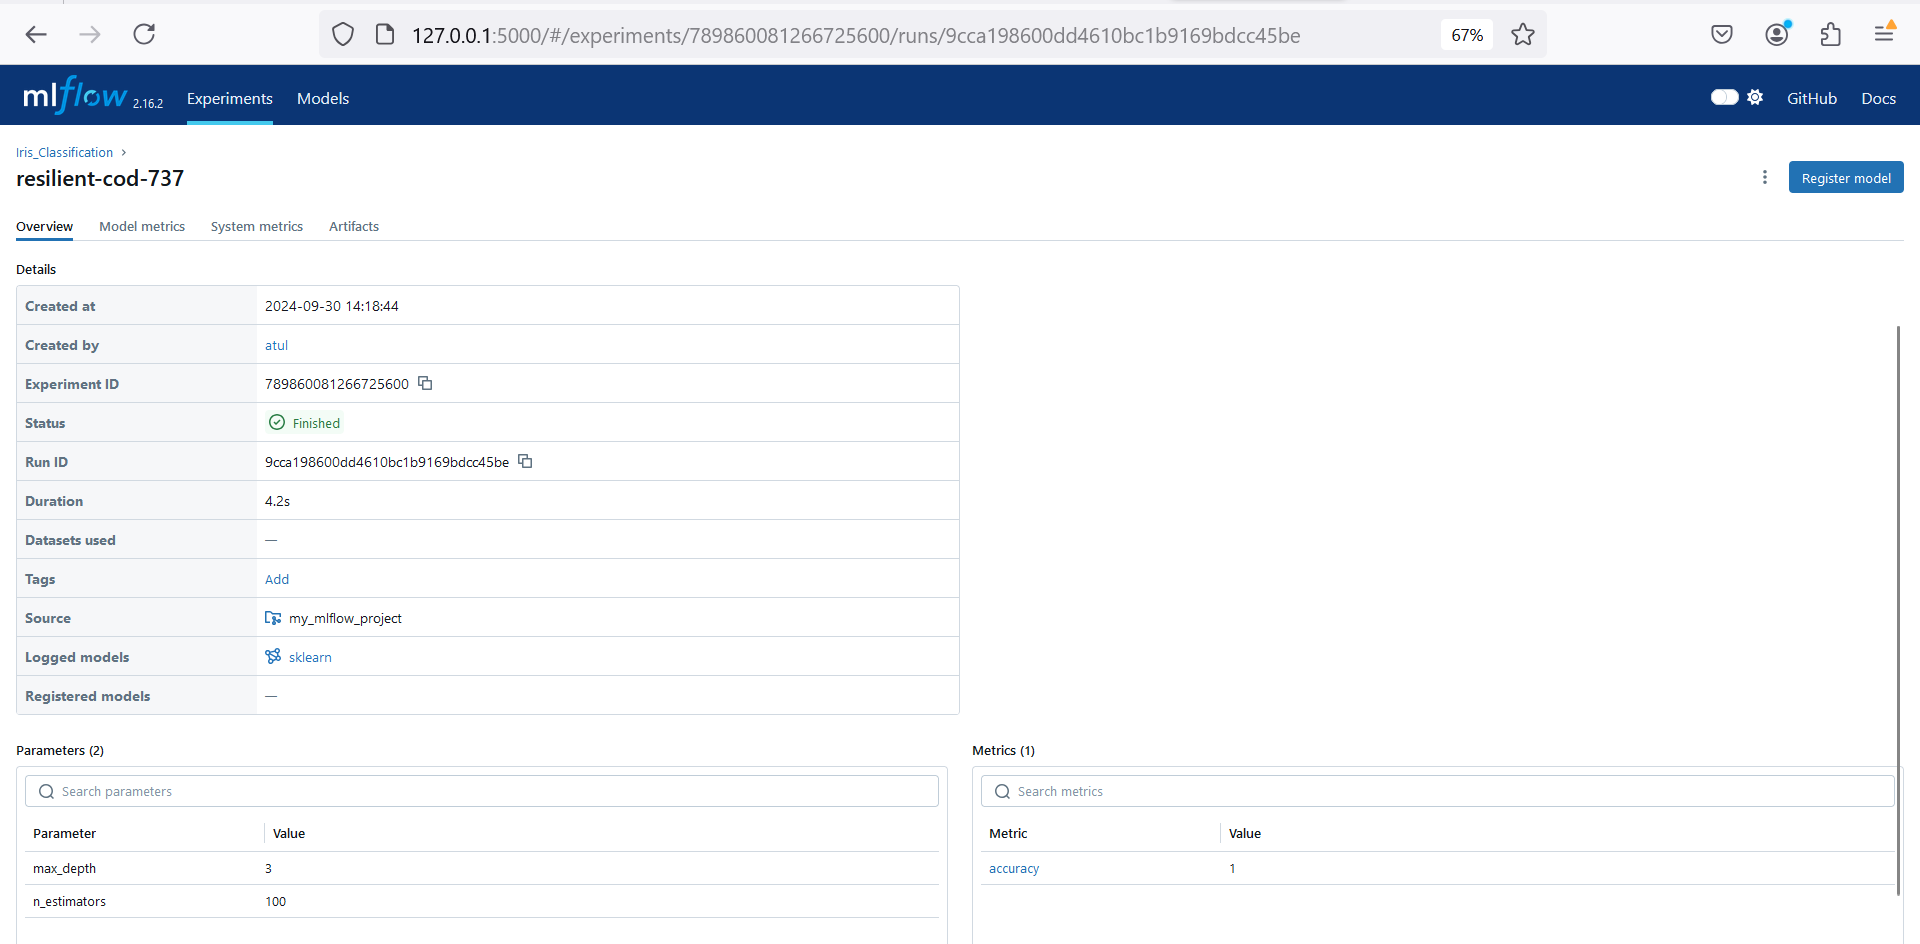 127.0.0.1:5000/#/experiments/789860081266725600/runs/9cca198600dd4610bc1b9169bdcc45be 67%
mlflow 2.16.2 Experiments Models GitHub Docs
Iris_Classification ›
resilient-cod-737
Register model
Overview Model metrics System metrics Artifacts
Details
Created at 2024-09-30 14:18:44
Created by atul
Experiment ID 789860081266725600
Status Finished
Run ID 9cca198600dd4610bc1b9169bdcc45be
Duration 4.2s
Datasets used —
Tags Add
Source my_mlflow_project
Logged models sklearn
Registered models —
Parameters (2)
Search parameters
Parameter Value
max_depth 3
n_estimators 100
Metrics (1)
Search metrics
Metric Value
accuracy 1